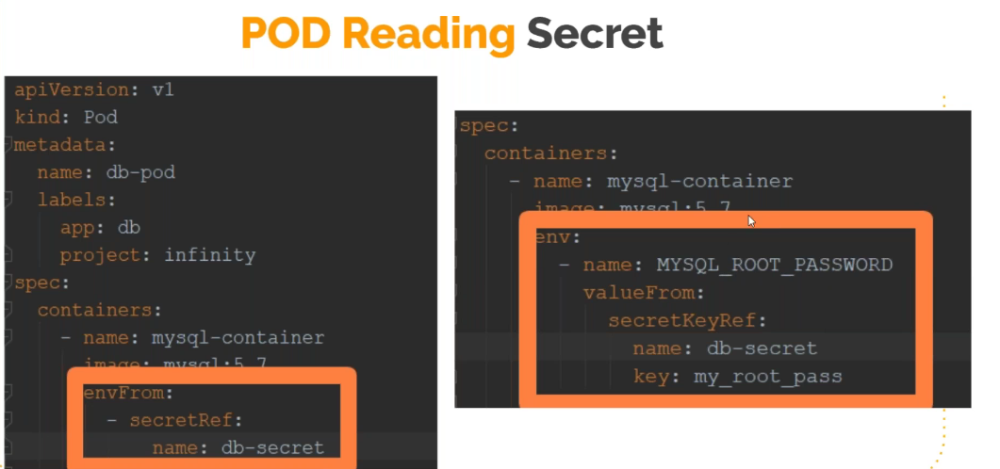 POD Reading Secret
apiVersion: v1
kind: Pod
metadata:
name: db-pod
labels:
app: db
project: infinity
spec:
containers:
- name: mysql-container
image: mysql:5.7
envFrom:
- secretRef:
name: db-secret
spec:
containers:
- name: mysql-container
image: mysql:5.7
env:
- name: MYSQL_ROOT_PASSWORD
valueFrom:
secretKeyRef:
name: db-secret
key: my_root_pass